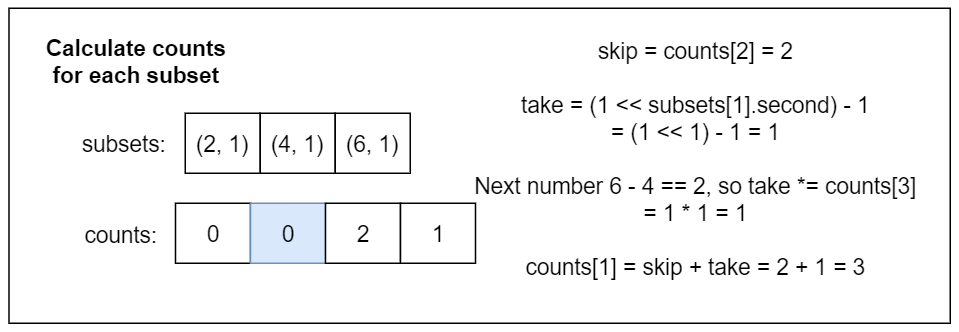 Calculate counts
for each subset
subsets: (2, 1) (4, 1) (6, 1)
counts: 0 0 2 1
skip = counts[2] = 2
take = (1 << subsets[1].second) - 1
= (1 << 1) - 1 = 1
Next number 6 - 4 == 2, so take *= counts[3]
= 1 * 1 = 1
counts[1] = skip + take = 2 + 1 = 3